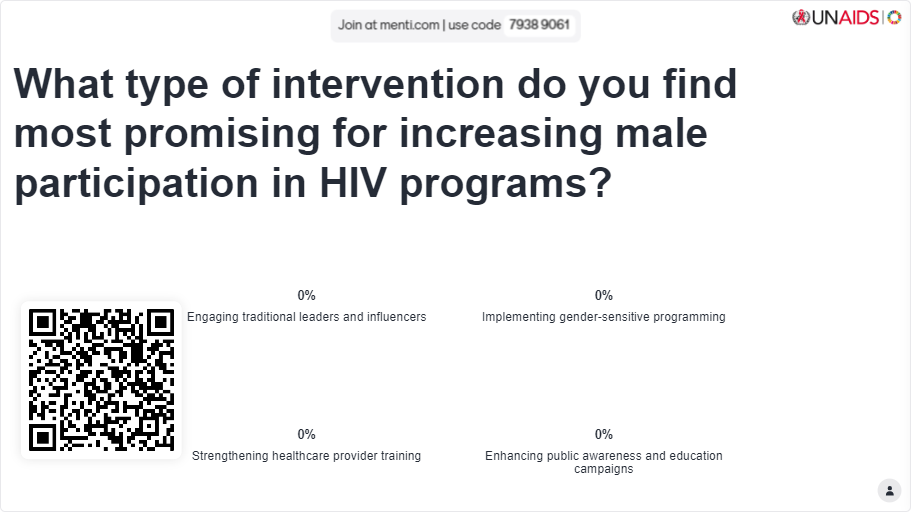 Join at menti.com | use code 7938 9061
UNAIDS
What type of intervention do you find
most promising for increasing male
participation in HIV programs?
0%
Engaging traditional leaders and influencers
0%
Implementing gender-sensitive programming
0%
Strengthening healthcare provider training
0%
Enhancing public awareness and education
campaigns